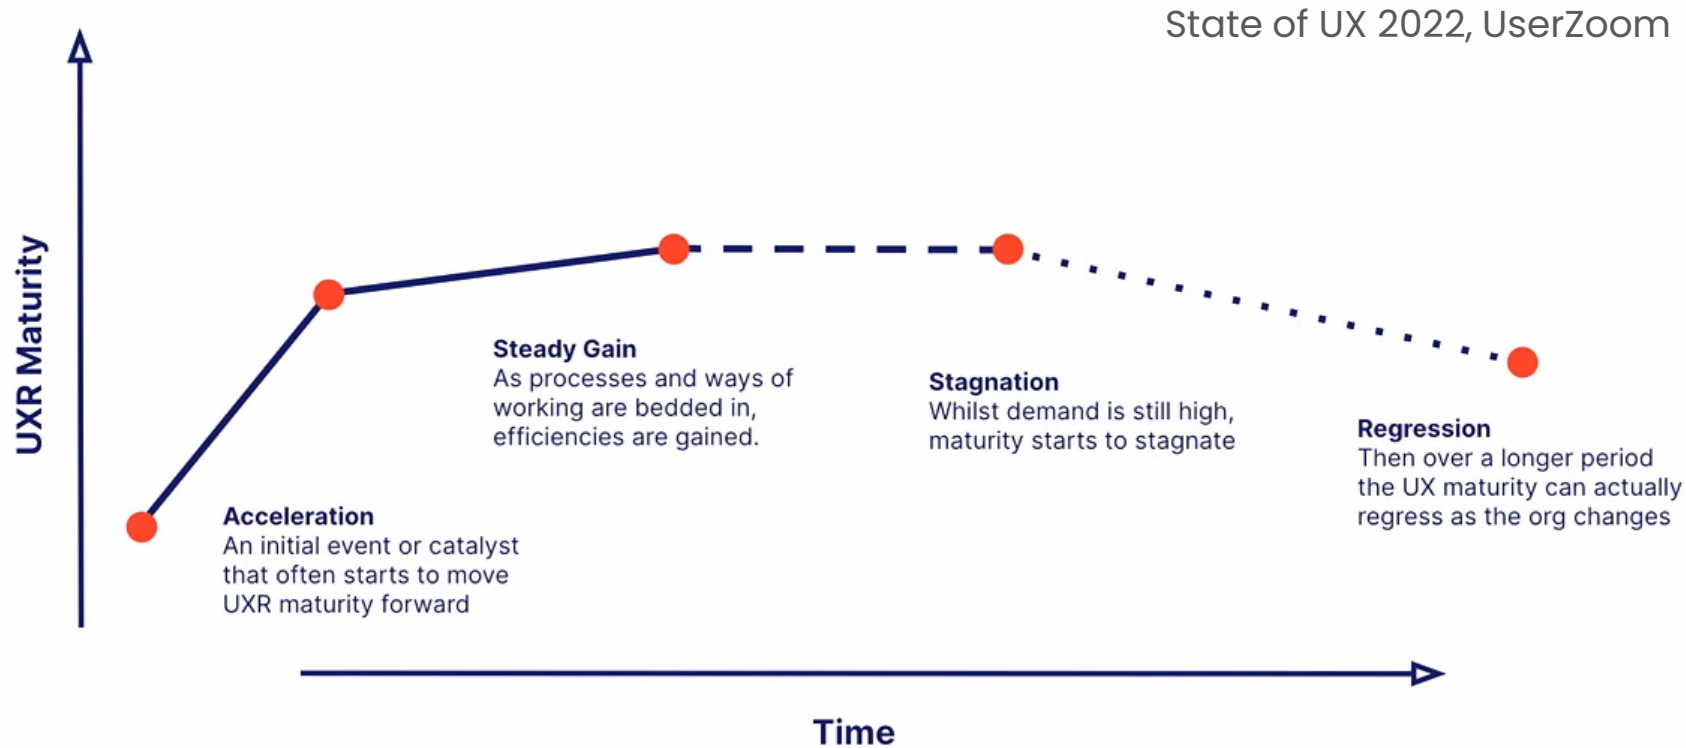 State of UX 2022, UserZoom
UXR Maturity
Steady Gain
As processes and ways of
working are bedded in,
efficiencies are gained.
Stagnation
Whilst demand is still high,
maturity starts to stagnate
Regression
Then over a longer period
the UX maturity can actually
regress as the org changes
Acceleration
An initial event or catalyst
that often starts to move
UXR maturity forward
Time